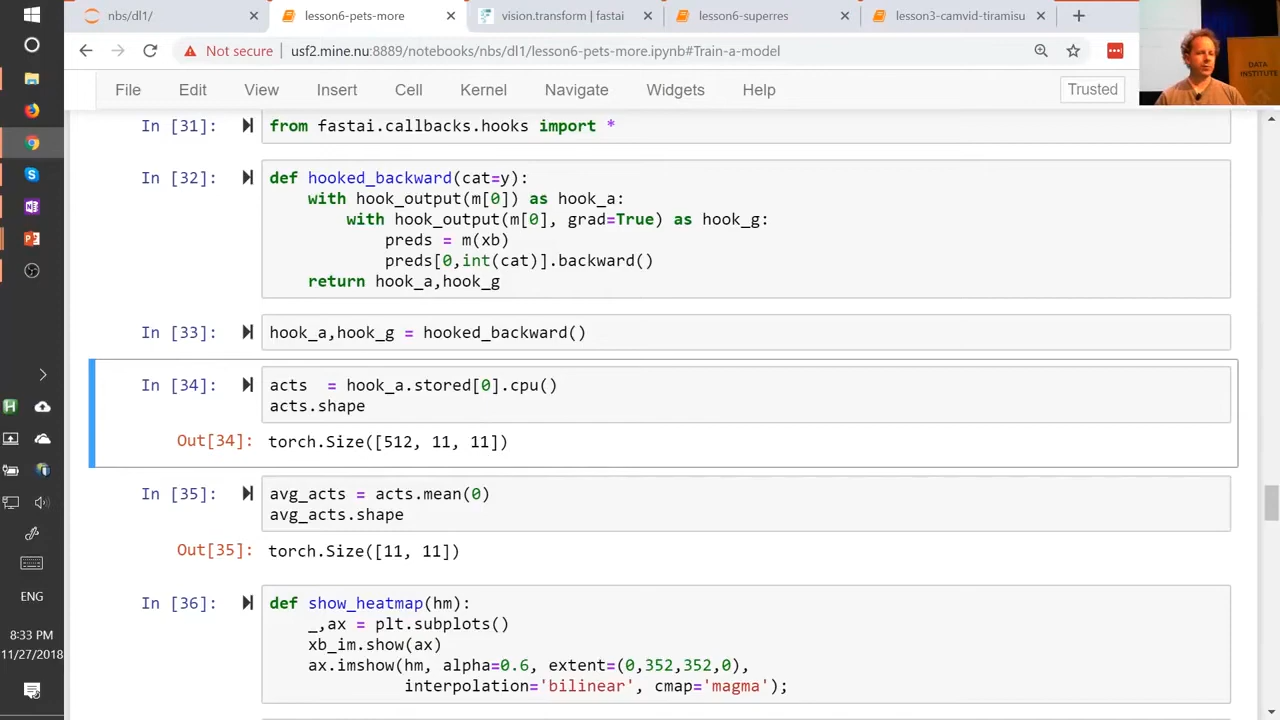 nbs/dl1/
lesson6-pets-more
vision.transform | fastai
lesson6-superres
lesson3-camvid-tiramisu
Not secure | usf2.mine.nu:8889/notebooks/nbs/dl1/lesson6-pets-more.ipynb#Train-a-model
DATA
INSTITUTE
File Edit View Insert Cell Kernel Navigate Widgets Help Trusted
In [31]: from fastai.callbacks.hooks import *
In [32]: def hooked_backward(cat=y):
with hook_output(m[0]) as hook_a:
with hook_output(m[0], grad=True) as hook_g:
preds = m(xb)
preds[0,int(cat)].backward()
return hook_a,hook_g
In [33]: hook_a,hook_g = hooked_backward()
In [34]: acts  = hook_a.stored[0].cpu()
acts.shape
Out[34]: torch.Size([512, 11, 11])
In [35]: avg_acts = acts.mean(0)
avg_acts.shape
Out[35]: torch.Size([11, 11])
In [36]: def show_heatmap(hm):
_,ax = plt.subplots()
xb_im.show(ax)
ax.imshow(hm, alpha=0.6, extent=(0,352,352,0),
interpolation='bilinear', cmap='magma');
ENG
8:33 PM
11/27/2018